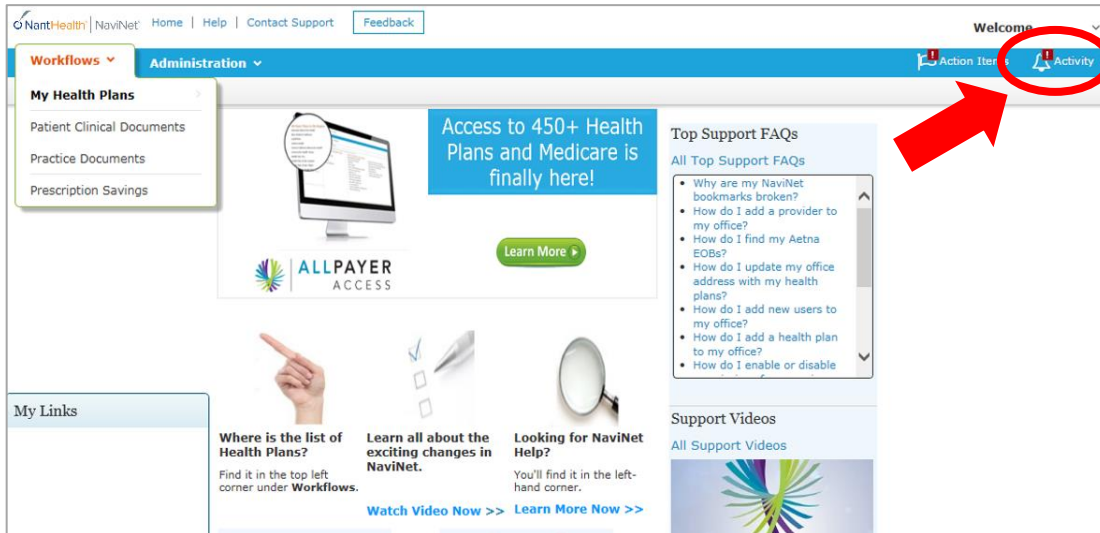 NantHealth | NaviNet Home | Help | Contact Support Feedback
Welcome
Workflows Administration ! Action Items ! Activity
My Health Plans
Patient Clinical Documents
Practice Documents
Prescription Savings
Access to 450+ Health
Plans and Medicare is
finally here!
Learn More
ALLPAYER
ACCESS
Top Support FAQs
All Top Support FAQs
• Why are my NaviNet
bookmarks broken?
• How do I add a provider to
my office?
• How do I find my Aetna
EOBs?
• How do I update my office
address with my health
plans?
• How do I add new users to
my office?
• How do I add a health plan
to my office?
• How do I enable or disable
My Links
Where is the list of
Health Plans?
Find it in the top left
corner under Workflows.
Learn all about the
exciting changes in
NaviNet.
Watch Video Now >>
Looking for NaviNet
Help?
You'll find it in the left-
hand corner.
Learn More Now >>
Support Videos
All Support Videos